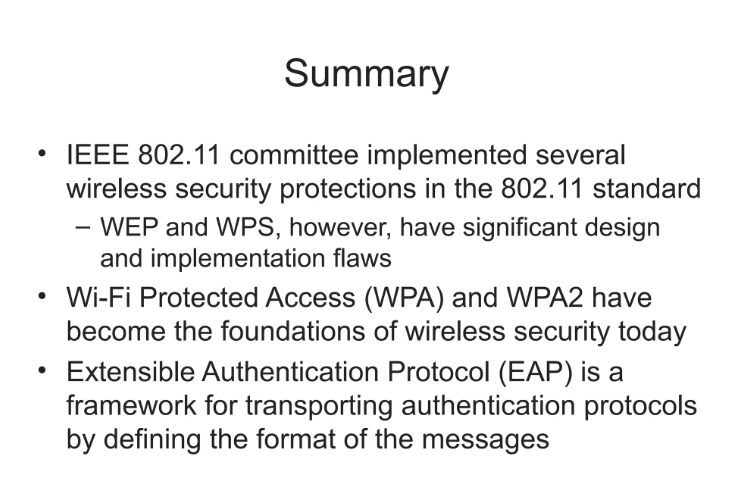 Summary
• IEEE 802.11 committee implemented several
wireless security protections in the 802.11 standard
– WEP and WPS, however, have significant design
and implementation flaws
• Wi-Fi Protected Access (WPA) and WPA2 have
become the foundations of wireless security today
• Extensible Authentication Protocol (EAP) is a
framework for transporting authentication protocols
by defining the format of the messages